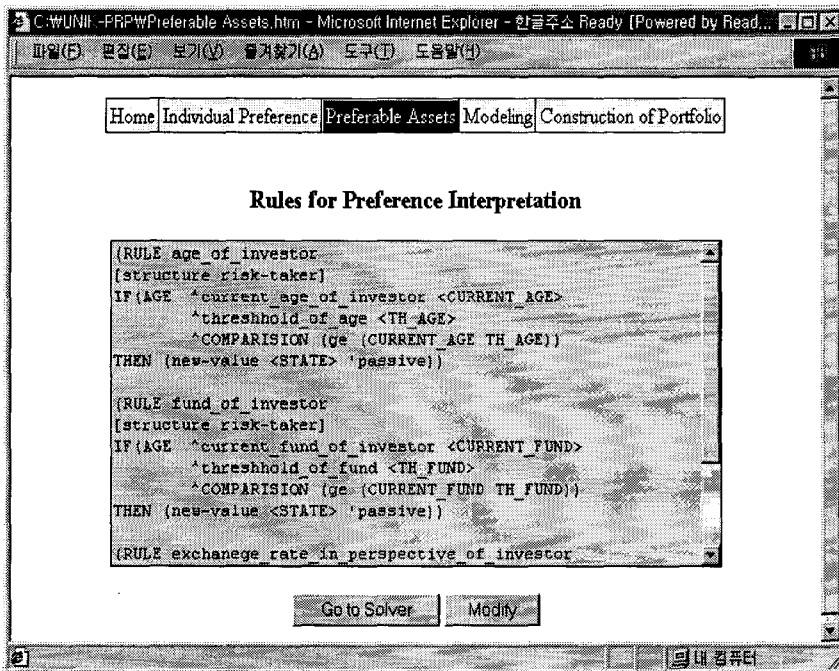 C:₩UNIK-PRP₩Preferable Assets.htm - Microsoft Internet Explorer - 한글주소 Ready [Powered by Read...
파일(F) 편집(E) 보기(V) 즐겨찾기(A) 도구(T) 도움말(H)
Home Individual Preference Preferable Assets Modeling Construction of Portfolio
Rules for Preference Interpretation
(RULE age_of_investor
[structure risk-taker]
IF(AGE ^current_age_of_investor <CURRENT_AGE>
^threshhold_of_age <TH_AGE>
^COMPARISION (ge (CURRENT_AGE TH_AGE))
THEN (new-value <STATE> 'passive))
(RULE fund_of_investor
[structure risk-taker]
IF(AGE ^current_fund_of_investor <CURRENT_FUND>
^threshhold_of_fund <TH_FUND>
^COMPARISION (ge (CURRENT_FUND TH_FUND))
THEN (new-value <STATE> 'passive))
(RULE exchanege_rate_in_perspective_of_investor
Go to Solver Modify
내 컴퓨터